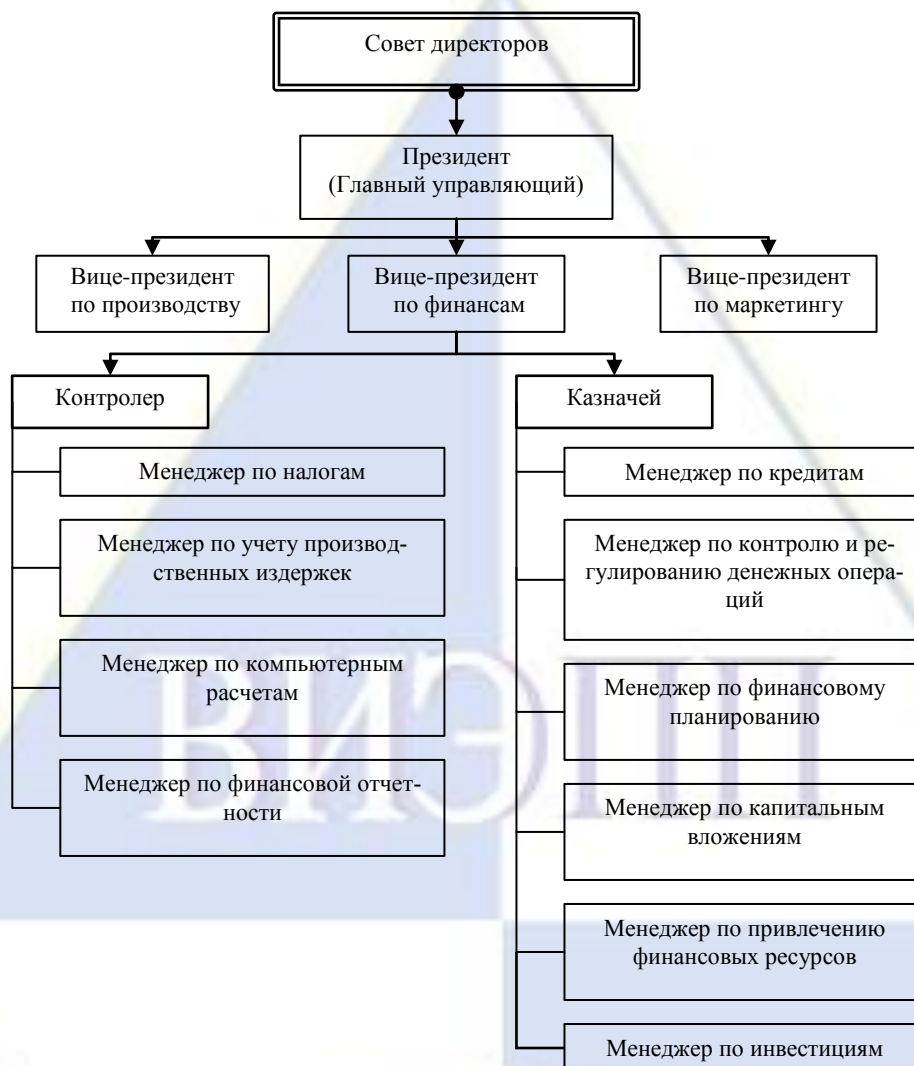 Совет директоров
Президент
(Главный управляющий)
Вице-президент
по производству
Вице-президент
по финансам
Вице-президент
по маркетингу
Контролер
Казначей
Менеджер по налогам
Менеджер по учету производ-
ственных издержек
Менеджер по компьютерным
расчетам
Менеджер по финансовой отчет-
ности
Менеджер по кредитам
Менеджер по контролю и ре-
гулированию денежных опера-
ций
Менеджер по финансовому
планированию
Менеджер по капитальным
вложениям
Менеджер по привлечению
финансовых ресурсов
Менеджер по инвестициям
ВИЭПП